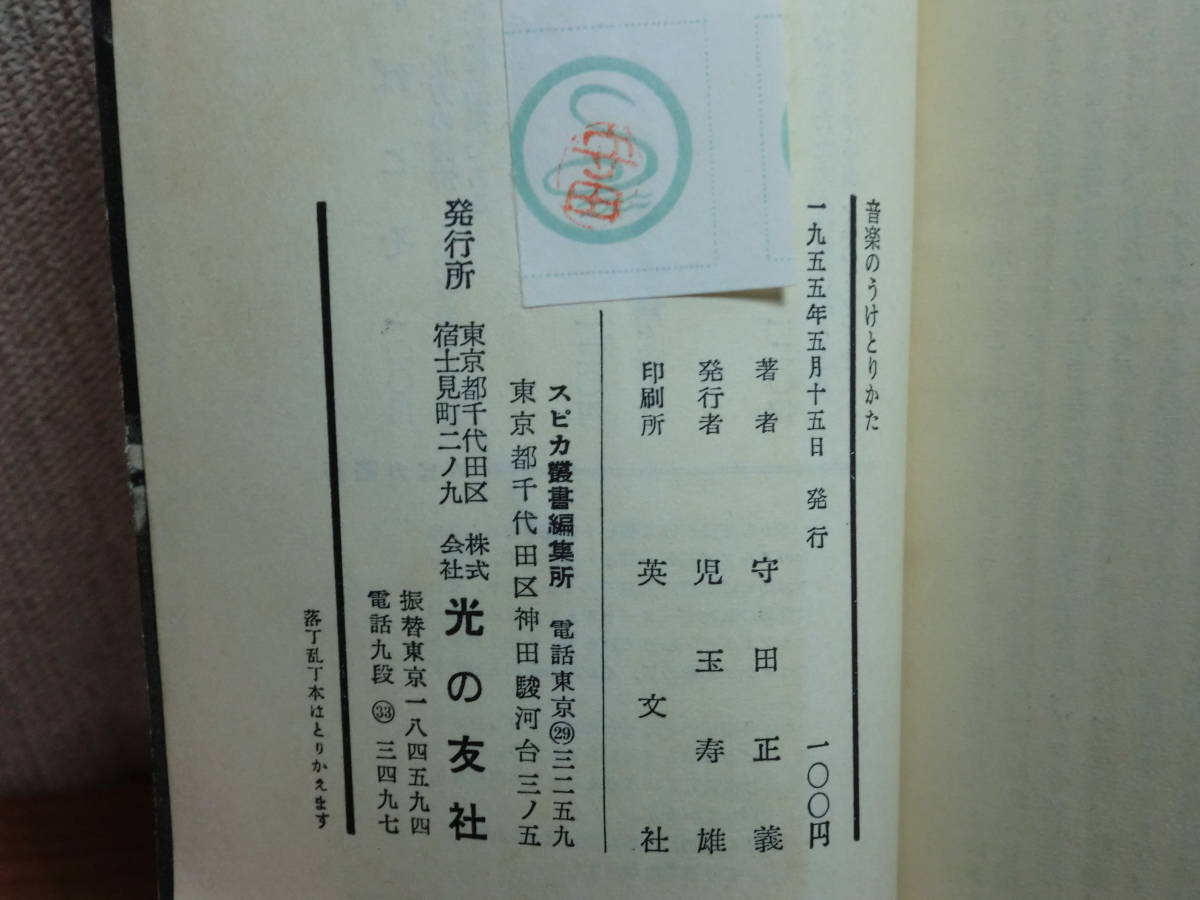 音楽のうけとりかた
一九五五年五月十五日 発行 一〇〇円
著者 守田正義
発行者 児玉寿雄
印刷所 英文社
スピカ叢書編集所 電話東京㉙三二五九
東京都千代田区神田駿河台三ノ五
発行所 東京都千代田区宿士見町二ノ九 株式会社 光の友社
振替東京一八四五九四
電話九段㉝三四九七
落丁乱丁本はとりかえます
守田